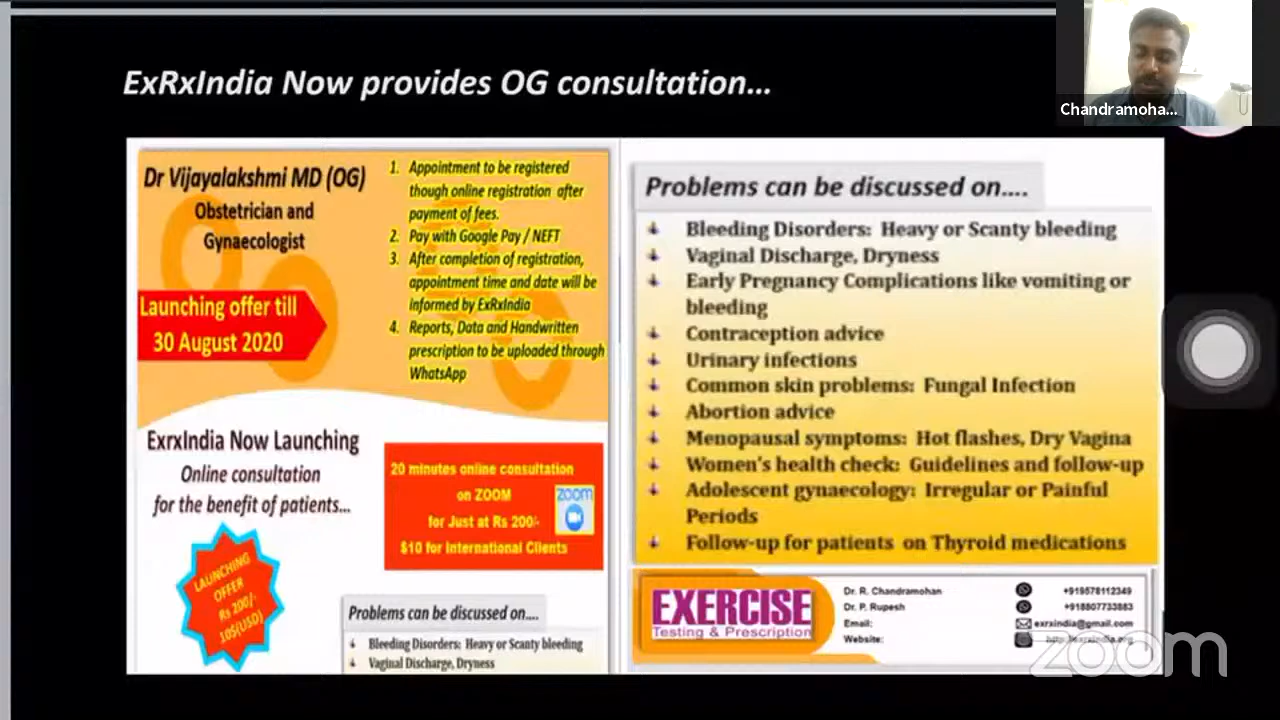 ExRxIndia Now provides OG consultation...
Chandramoha...
Dr Vijayalakshmi MD (OG)
Obstetrician and
Gynaecologist
Launching offer till
30 August 2020
1. Appointment to be registered
though online registration after
payment of fees.
2. Pay with Google Pay / NEFT
3. After completion of registration,
appointment time and date will be
informed by ExRxIndia
4. Reports, Data and Handwritten
prescription to be uploaded through
WhatsApp
ExrxIndia Now Launching
Online consultation
for the benefit of patients...
LAUNCHING
OFFER
Rs 200/-
10$(USD)
20 minutes online consultation
on ZOOM
for Just at Rs 200/-
$10 for International Clients
zoom
Problems can be discussed on....
Bleeding Disorders: Heavy or Scanty bleeding
Vaginal Discharge, Dryness
Problems can be discussed on....
Bleeding Disorders: Heavy or Scanty bleeding
Vaginal Discharge, Dryness
Early Pregnancy Complications like vomiting or
bleeding
Contraception advice
Urinary infections
Common skin problems: Fungal Infection
Abortion advice
Menopausal symptoms: Hot flashes, Dry Vagina
Women's health check: Guidelines and follow-up
Adolescent gynaecology: Irregular or Painful
Periods
Follow-up for patients on Thyroid medications
EXERCISE
Testing & Prescription
Dr. R. Chandramohan +919578112349
Dr. P. Rupesh +918807733883
Email: exrxindia@gmail.com
Website: http://exrxindia.org
zoom